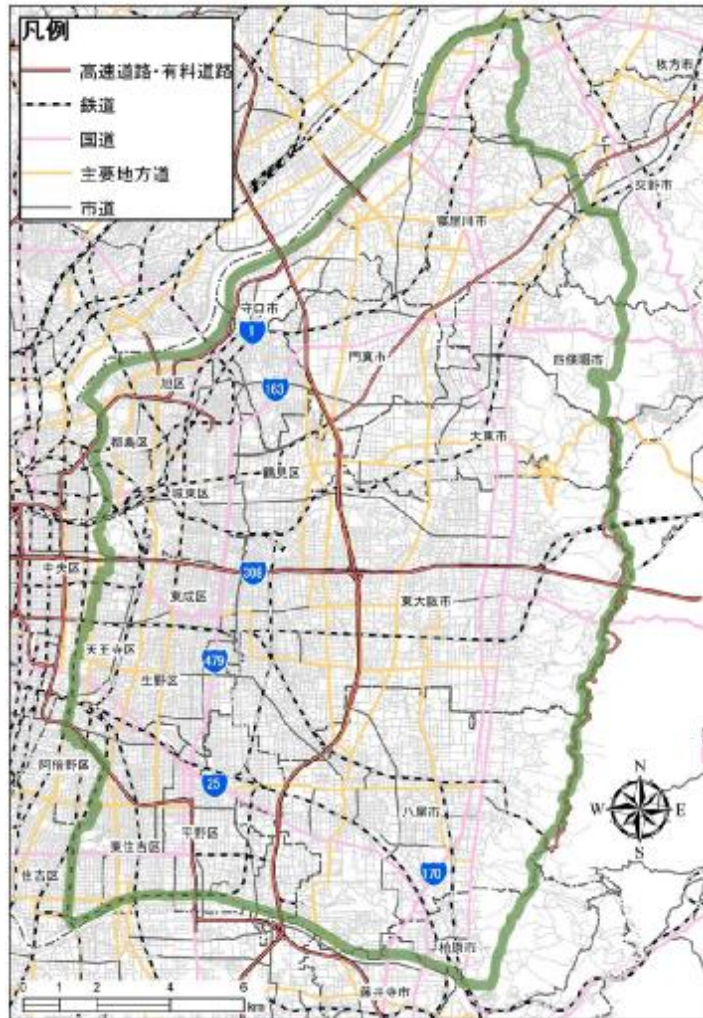 凡例
高速道路・有料道路
鉄道
国道
主要地方道
市道
枚方市
交野市
寝屋川市
守口市
1
門真市
四條畷市
旭区
163
都島区
大東市
鶴見区
城東区
中央区
308
東成区
東大阪市
天王寺区
479
生野区
阿倍野区
25
N
W
E
S
八尾市
平野区
東住吉区
170
住吉区
柏原市
藤井寺市
0 1 2 4 6
km